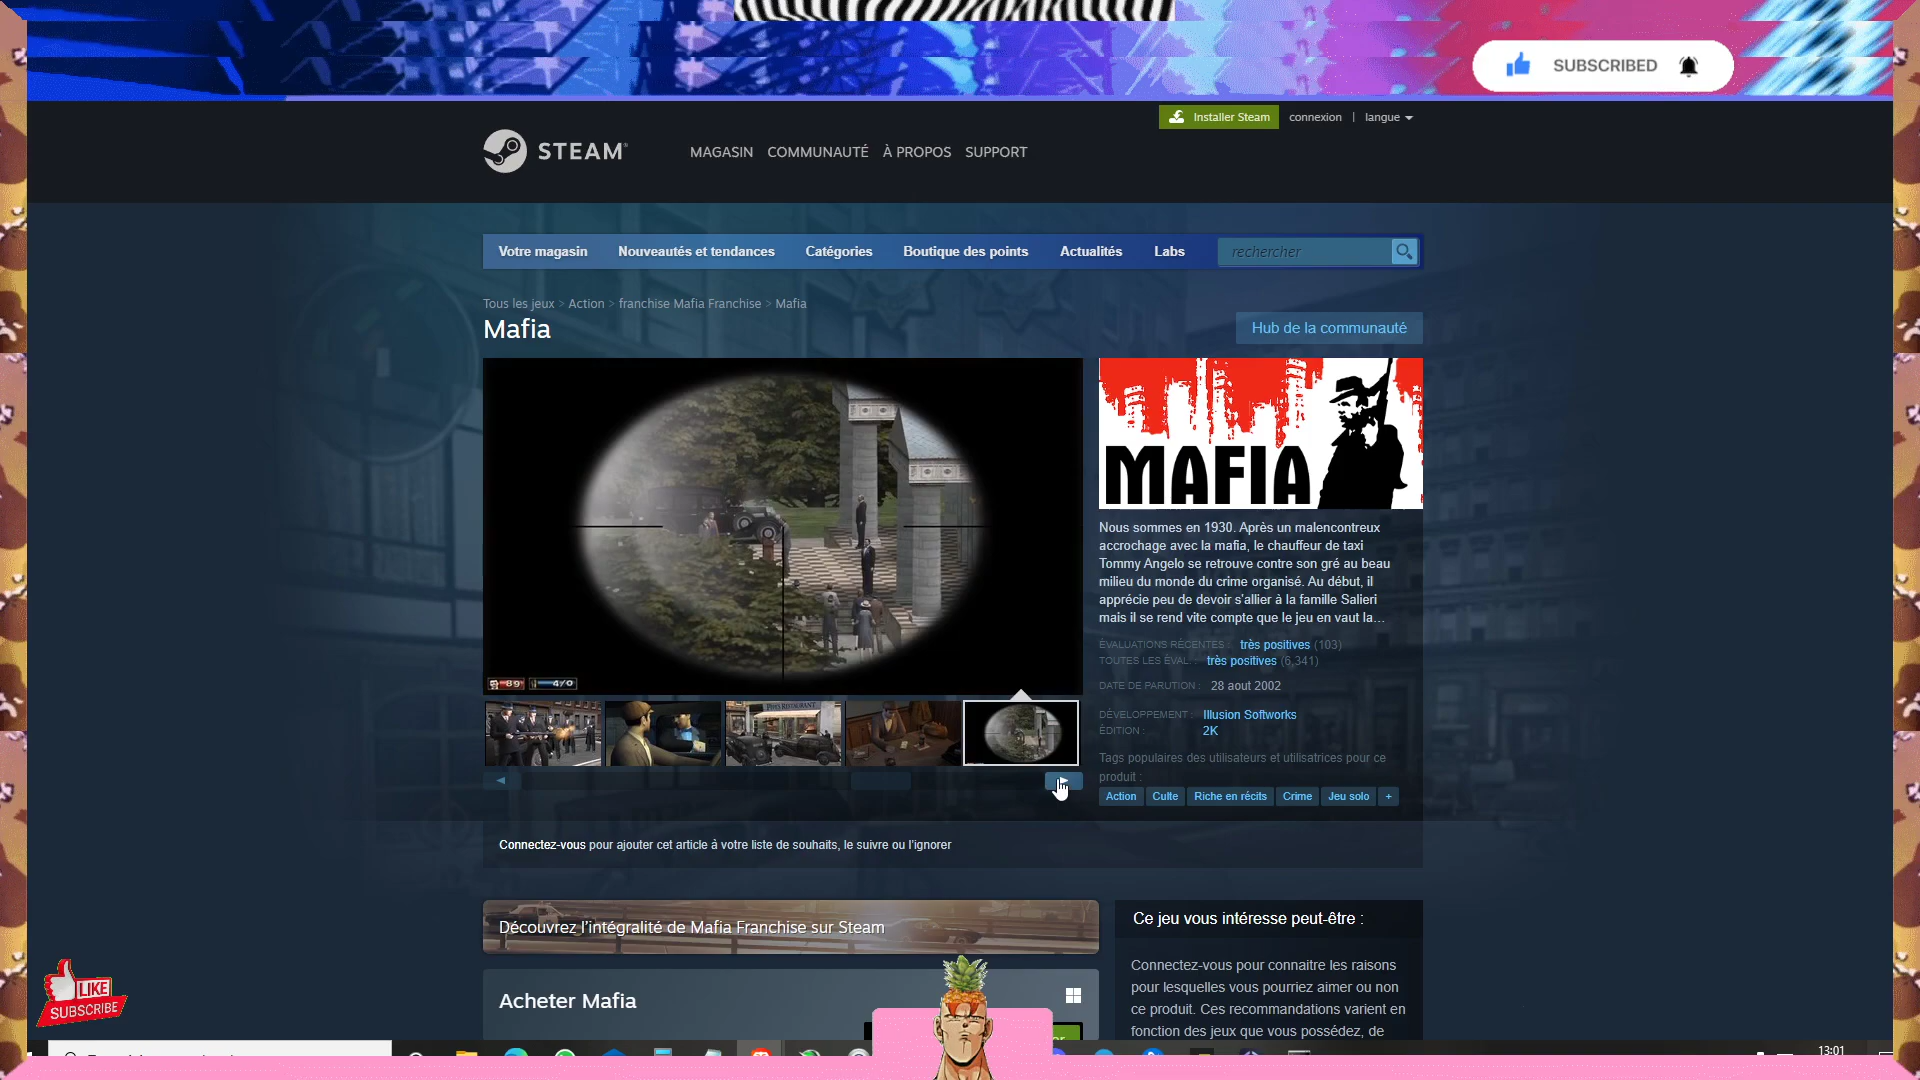 SUBSCRIBED
Installer Steam connexion | langue
STEAM MAGASIN COMMUNAUTÉ À PROPOS SUPPORT
Votre magasin Nouveautés et tendances Catégories Boutique des points Actualités Labs rechercher
Tous les jeux > Action > franchise Mafia Franchise > Mafia
Mafia
Hub de la communauté
MAFIA
Nous sommes en 1930. Après un malencontreux
accrochage avec la mafia, le chauffeur de taxi
Tommy Angelo se retrouve contre son gré au beau
milieu du monde du crime organisé. Au début, il
apprécie peu de devoir s'allier à la famille Salieri
mais il se rend vite compte que le jeu en vaut la...
ÉVALUATIONS RÉCENTES : très positives (103)
TOUTES LES ÉVAL. : très positives (6,341)
DATE DE PARUTION : 28 aout 2002
DÉVELOPPEMENT : Illusion Softworks
ÉDITION : 2K
Tags populaires des utilisateurs et utilisatrices pour ce
produit :
Action Culte Riche en récits Crime Jeu solo +
89 4/0
PEPE'S RESTAURANT
Connectez-vous pour ajouter cet article à votre liste de souhaits, le suivre ou l'ignorer
Découvrez l'intégralité de Mafia Franchise sur Steam
Acheter Mafia
Ce jeu vous intéresse peut-être :
Connectez-vous pour connaitre les raisons
pour lesquelles vous pourriez aimer ou non
ce produit. Ces recommandations varient en
fonction des jeux que vous possédez, de
LIKE
SUBSCRIBE
13:01